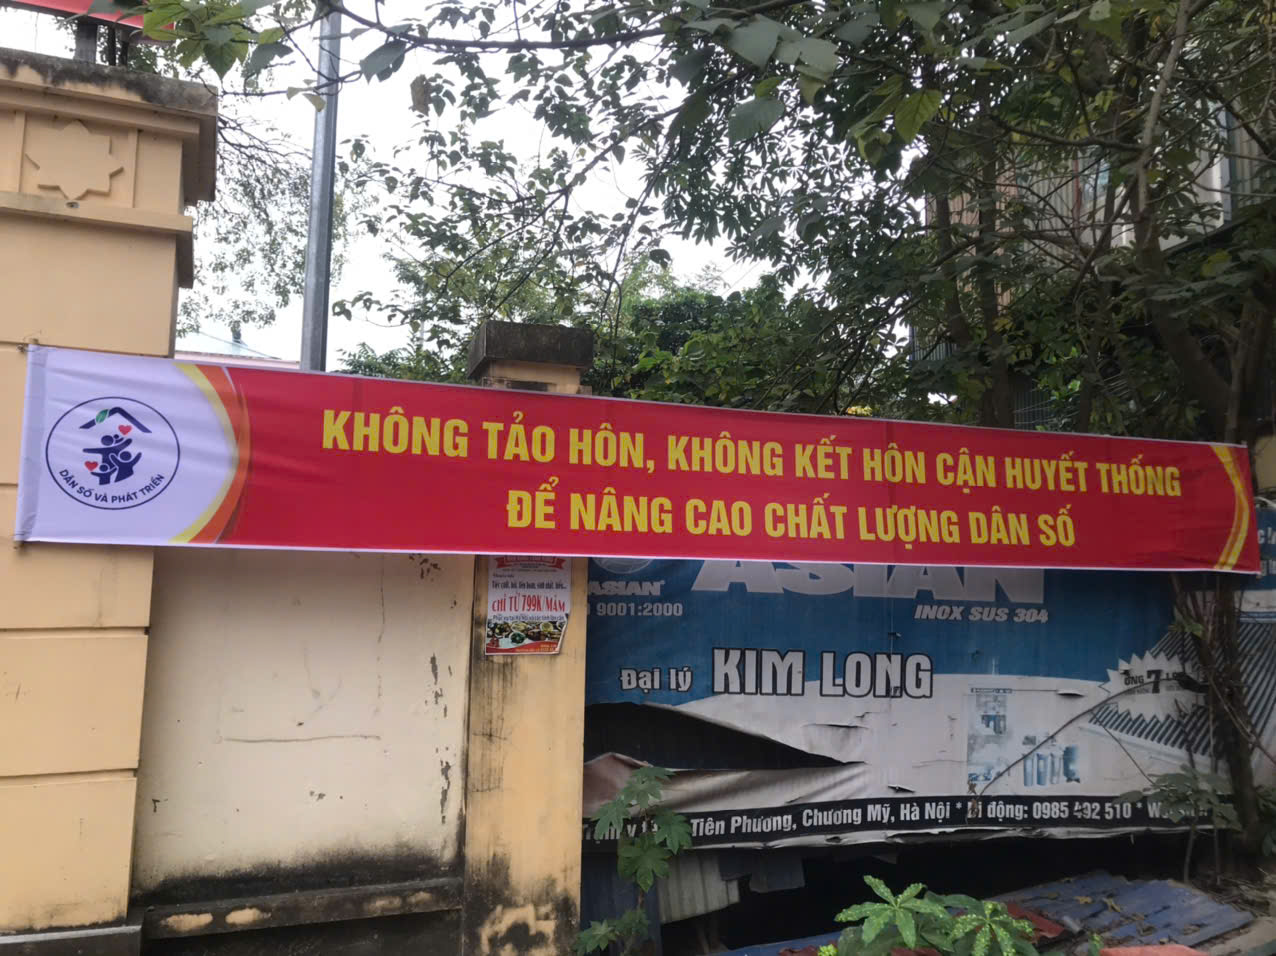 KHÔNG TẢO HÔN, KHÔNG KẾT HÔN CẬN HUYẾT THỐNG
ĐỂ NÂNG CAO CHẤT LƯỢNG DÂN SỐ
DÂN SỐ VÀ PHÁT TRIỂN
CHỈ TỪ 799K/MÂM
ASIAN
9001:2000
ASIAN
INOX SUS 304
Đại lý KIM LONG
Tiên Phương, Chương Mỹ, Hà Nội * Di động: 0985 492 510 *